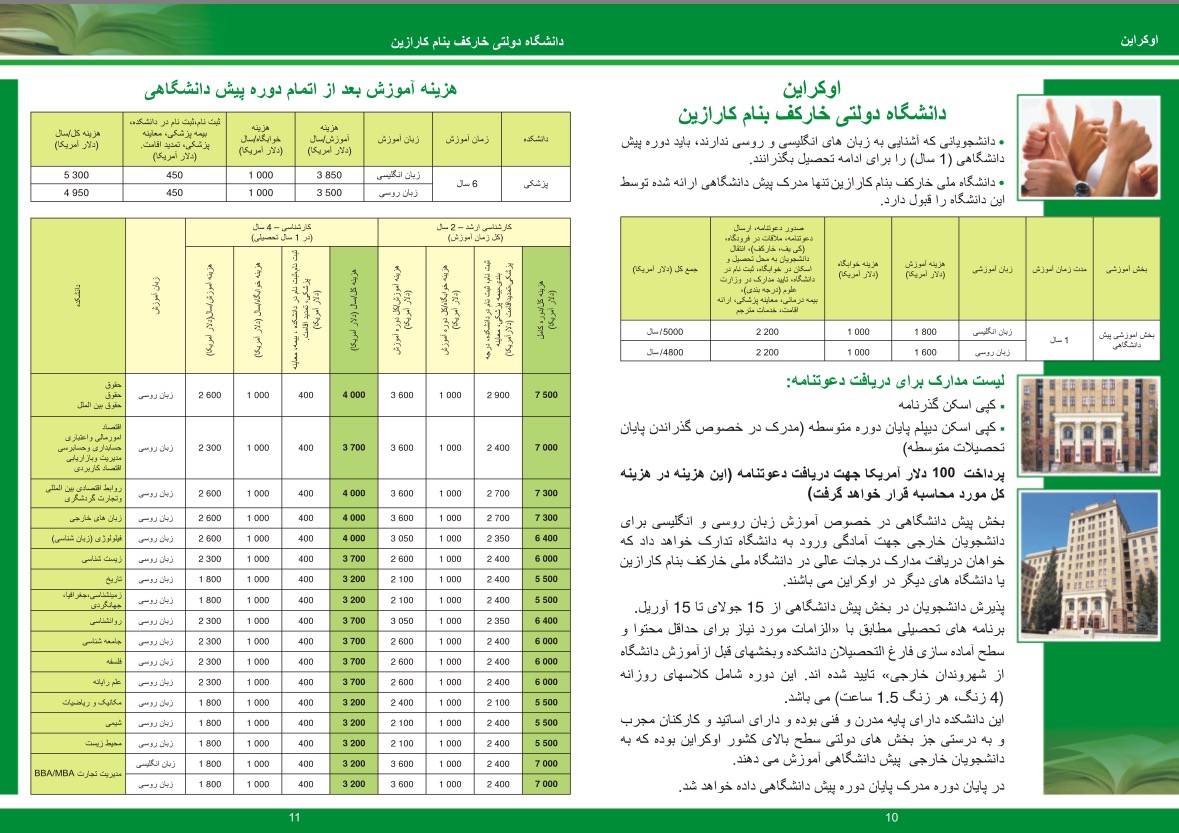 اوکراین
اوکراین
دانشگاه دولتی خارکف بنام کارازین
• دانشجویانی که آشنایی به زبان های انگلیسی و روسی ندارند، باید دوره پیش
دانشگاهی (1 سال) را برای ادامه تحصیل بگذرانند.
• دانشگاه ملی خارکف بنام کارازین تنها مدرک پیش دانشگاهی ارائه شده توسط
این دانشگاه را قبول دارد.
بخش آموزشی
مدت زمان آموزش
زبان آموزشی
هزینه آموزش
(دلار آمریکا)
هزینه خوابگاه
(دلار آمریکا)
صدور دعوتنامه، ارسال
دعوتنامه، ملاقات در فرودگاه،
(کی یف، خارکف)، انتقال
دانشجویان به محل تحصیل و
اسکان در خوابگاه، ثبت نام در
دانشگاه، تایید مدارک در وزارت
علوم (درجه بندی)،
بیمه درمانی، معاینه پزشکی، ارائه
اقامت، خدمات مترجم
جمع کل (دلار آمریکا)
بخش اموزشی پیش
دانشگاهی
1 سال
زبان انگلیسی 1 800 1 000 2 200 5000/ سال
زبان روسی 1 600 1 000 2 200 4800/ سال
لیست مدارک برای دریافت دعوتنامه:
• کپی اسکن گذرنامه
• کپی اسکن دیپلم پایان دوره متوسطه (مدرک در خصوص گذراندن پایان
تحصیلات متوسطه)
پرداخت 100 دلار آمریکا جهت دریافت دعوتنامه (این هزینه در هزینه
کل مورد محاسبه قرار خواهد گرفت)
بخش پیش دانشگاهی در خصوص آموزش زبان روسی و انگلیسی برای
دانشجویان خارجی جهت آمادگی ورود به دانشگاه تدارک خواهد داد که
خواهان دریافت مدارک درجات عالی در دانشگاه ملی خارکف بنام کارازین
یا دانشگاه های دیگر در اوکراین می باشند.
پذیرش دانشجویان در بخش پیش دانشگاهی از 15 جولای تا 15 آوریل.
برنامه های تحصیلی مطابق با «الزامات مورد نیاز برای حداقل محتوا و
سطح آماده سازی فارغ التحصیلان دانشکده وبخشهای قبل ازآموزش دانشگاه
از شهروندان خارجی» تایید شده اند. این دوره شامل کلاسهای روزانه
(4 زنگ، هر زنگ 1.5 ساعت) می باشد.
این دانشکده دارای پایه مدرن و فنی بوده و دارای اساتید و کارکنان مجرب
و به درستی جز بخش های دولتی سطح بالای کشور اوکراین بوده که به
دانشجویان خارجی پیش دانشگاهی آموزش می دهند.
در پایان دوره مدرک پایان دوره پیش دانشگاهی داده خواهد شد.
10
دانشگاه دولتی خارکف بنام کارازین
هزینه آموزش بعد از اتمام دوره پیش دانشگاهی
دانشکده
زمان آموزش
زبان آموزش
هزینه
آموزش/سال
(دلار آمریکا)
هزینه
خوابگاه/سال
(دلار آمریکا)
ثبت نام،ثبت نام در دانشکده،
بیمه پزشکی، معاینه
پزشکی، تمدید اقامت.
(دلار آمریکا)
هزینه کل/سال
(دلار آمریکا)
پزشکی
6 سال
زبان انگلیسی 3 850 1 000 450 5 300
زبان روسی 3 500 1 000 450 4 950
کارشناسی ارشد – 2 سال
(کل زمان آموزش)
کارشناسی – 4 سال
(در 1 سال تحصیلی)
دانشکده
زبان آموزش
هزینه آموزش/سال(دلار آمریکا)
هزینه خوابگاه/سال (دلار آمریکا)
ثبت نام،ثبت نام در دانشکده، بیمه، معاینه
پزشکی، تمدید اقامت.
(دلار آمریکا)
هزینه کل/سال (دلار آمریکا)
هزینه آموزش/کل دوره آموزش
(دلار آمریکا)
هزینه خوابگاه/کل دوره آموزش
(دلار آمریکا)
ثبت نام، ثبت نام در دانشکده، درجه
بندی،بیمه پزشکی، معاینه
پزشکی،تمدیداقامت (دلار آمریکا)
هزینه کل/دوره کامل
(دلار آمریکا)
حقوق
حقوق
حقوق بین الملل
زبان روسی 2 600 1 000 400 4 000 3 600 1 000 2 900 7 500
اقتصاد
امورمالی واعتباری
حسابداری وحسابرسی
مدیریت وبازاریابی
اقتصاد کاربردی
زبان روسی 2 300 1 000 400 3 700 3 600 1 000 2 400 7 000
روابط اقتصادی بین المللی
وتجارت گردشگری
زبان روسی 2 600 1 000 400 4 000 3 600 1 000 2 700 7 300
زبان های خارجی زبان روسی 2 600 1 000 400 4 000 3 600 1 000 2 700 7 300
فیلولوژی (زبان شناسی) زبان روسی 2 600 1 000 400 4 000 3 050 1 000 2 350 6 400
زیست شناسی زبان روسی 2 300 1 000 400 3 700 2 600 1 000 2 400 6 000
تاریخ زبان روسی 1 800 1 000 400 3 200 2 100 1 000 2 400 5 500
زمینشناسی،جغرافیا،
جهانگردی
زبان روسی 1 800 1 000 400 3 200 2 100 1 000 2 400 5 500
روانشناسی زبان روسی 2 300 1 000 400 3 700 3 050 1 000 2 350 6 400
جامعه شناسی زبان روسی 2 300 1 000 400 3 700 2 600 1 000 2 400 6 000
فلسفه زبان روسی 2 300 1 000 400 3 700 2 600 1 000 2 400 6 000
علم رایانه زبان روسی 2 300 1 000 400 3 700 2 600 1 000 2 400 6 000
مکانیک و ریاضیات زبان روسی 1 800 1 000 400 3 200 2 400 1 000 2 100 5 500
شیمی زبان روسی 1 800 1 000 400 3 200 2 100 1 000 2 400 5 500
محیط زیست زبان روسی 1 800 1 000 400 3 200 2 100 1 000 2 400 5 500
مدیریت تجارت BBA/MBA
زبان انگلیسی 1 800 1 000 400 3 200 3 600 1 000 2 400 7 000
زبان روسی 1 800 1 000 400 3 200 3 600 1 000 2 400 7 000
11